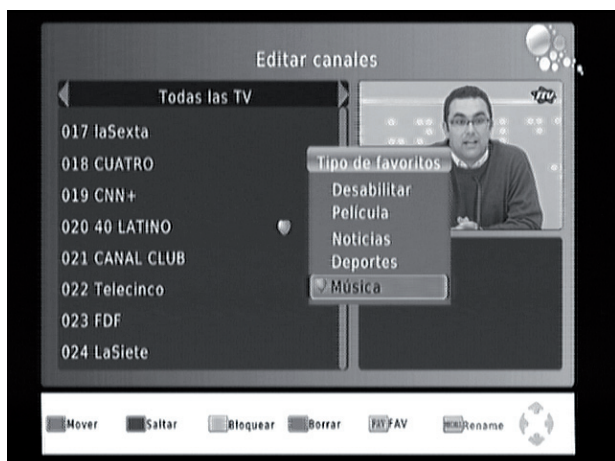 Editar canales
Todas las TV
017 laSexta
018 CUATRO
019 CNN+
020 40 LATINO
021 CANAL CLUB
022 Telecinco
023 FDF
024 LaSiete
Tipo de favoritos
Desabilitar
Película
Noticias
Deportes
Música
Mover
Saltar
Bloquear
Borrar
FAV FAV
Rename